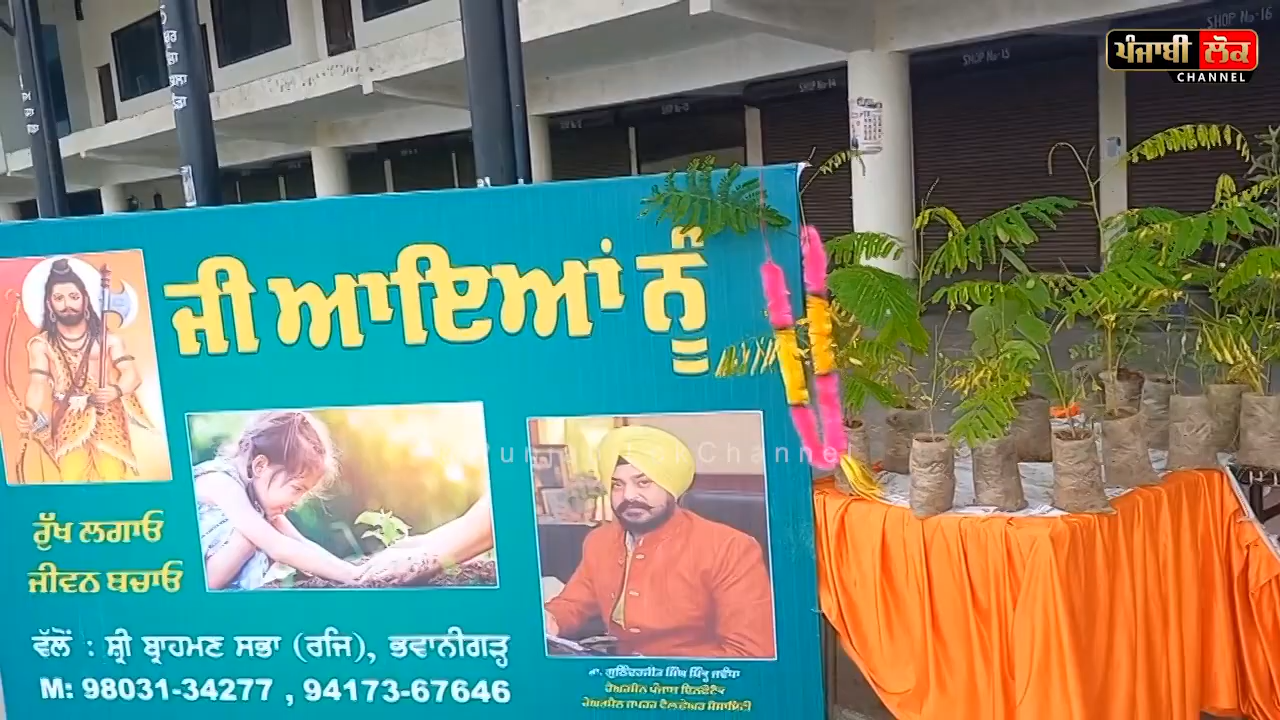 ਪੰਜਾਬੀ ਲੋਕ
CHANNEL
SHOP No-16
SHOP No-15
SHOP No-14
ਜੀ ਆਇਆਂ ਨੂੰ
ਰੁੱਖ ਲਗਾਓ
ਜੀਵਨ ਬਚਾਓ
ਵੱਲੋਂ : ਸ਼੍ਰੀ ਬ੍ਰਾਹਮਣ ਸਭਾ (ਰਜਿ), ਭਵਾਨੀਗੜ੍ਹ
M: 98031-34277 , 94173-67646
ਚੇਅਰਮੈਨ ਪੰਜਾਬ